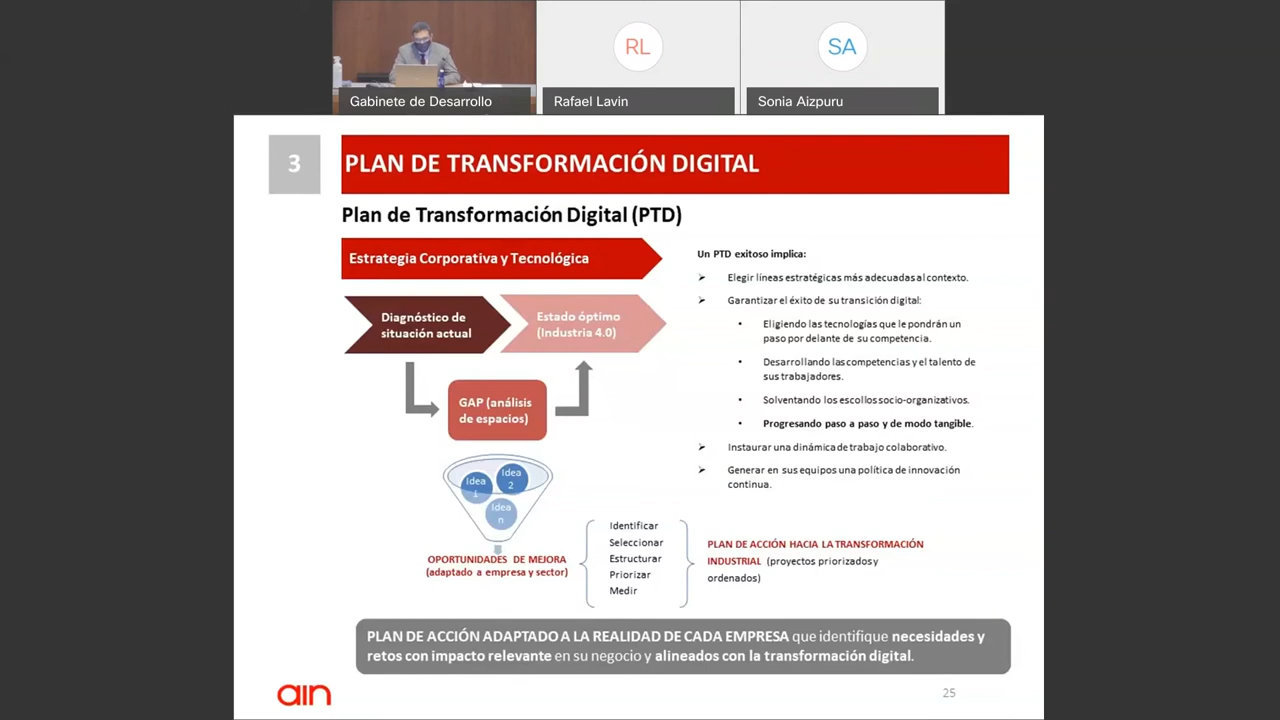 RL
SA
Gabinete de Desarrollo
Rafael Lavin
Sonia Aizpuru
3
PLAN DE TRANSFORMACIÓN DIGITAL
Plan de Transformación Digital (PTD)
Estrategia Corporativa y Tecnológica
Diagnóstico de
situación actual
Estado óptimo
(Industria 4.0)
GAP (análisis
de espacios)
Idea
1
Idea
2
Idea
n
OPORTUNIDADES DE MEJORA
(adaptado a empresa y sector)
Identificar
Seleccionar
Estructurar
Priorizar
Medir
Un PTD exitoso implica:
Elegir líneas estratégicas más adecuadas al contexto.
Garantizar el éxito de su transición digital:
Eligiendo las tecnologías que le pondrán un
paso por delante de su competencia.
Desarrollando las competencias y el talento de
sus trabajadores.
Solventando los escollos socio-organizativos.
Progresando paso a paso y de modo tangible.
Instaurar una dinámica de trabajo colaborativo.
Generar en sus equipos una política de innovación
continua.
PLAN DE ACCIÓN HACIA LA TRANSFORMACIÓN
INDUSTRIAL (proyectos priorizados y
ordenados)
PLAN DE ACCIÓN ADAPTADO A LA REALIDAD DE CADA EMPRESA que identifique necesidades y
retos con impacto relevante en su negocio y alineados con la transformación digital.
ain
25